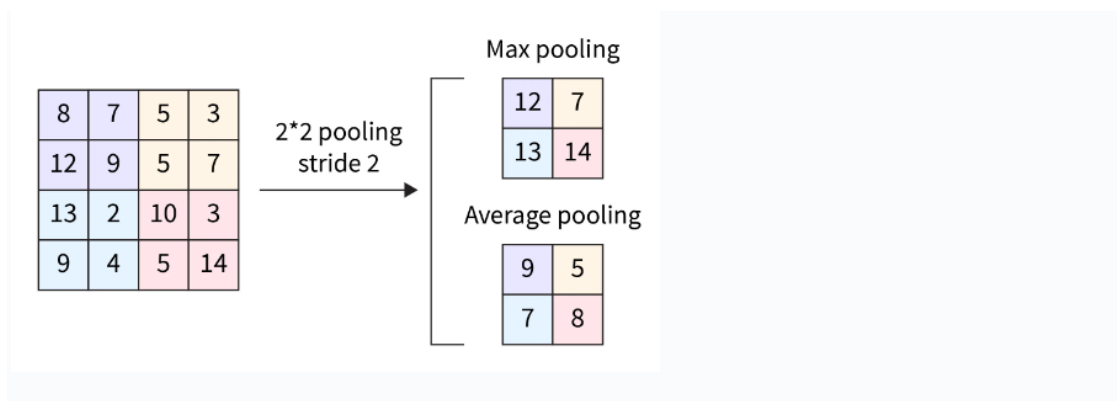 Max pooling
12 7
13 14
8 7 5 3
12 9 5 7
13 2 10 3
9 4 5 14
2*2 pooling
stride 2
Average pooling
9 5
7 8